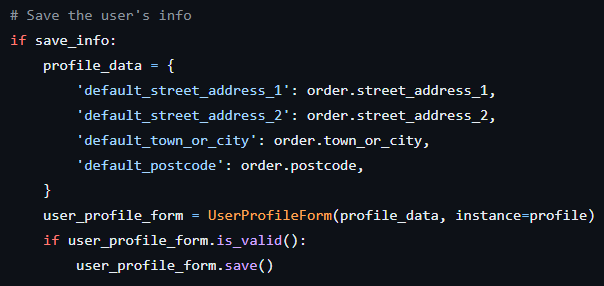 # Save the user's info
if save_info:
    profile_data = {
        'default_street_address_1': order.street_address_1,
        'default_street_address_2': order.street_address_2,
        'default_town_or_city': order.town_or_city,
        'default_postcode': order.postcode,
    }
    user_profile_form = UserProfileForm(profile_data, instance=profile)
    if user_profile_form.is_valid():
        user_profile_form.save()